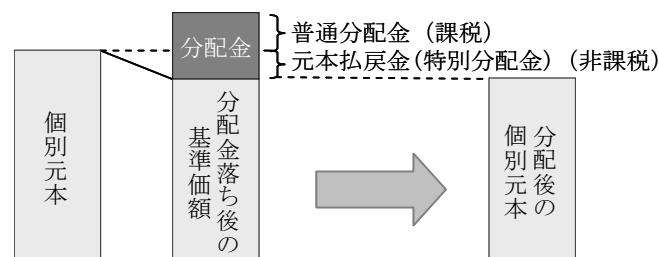 分配金
普通分配金（課税）
元本払戻金(特別分配金)（非課税）
個別元本
分配金落ち後の
基準価額
分配後の
個別元本